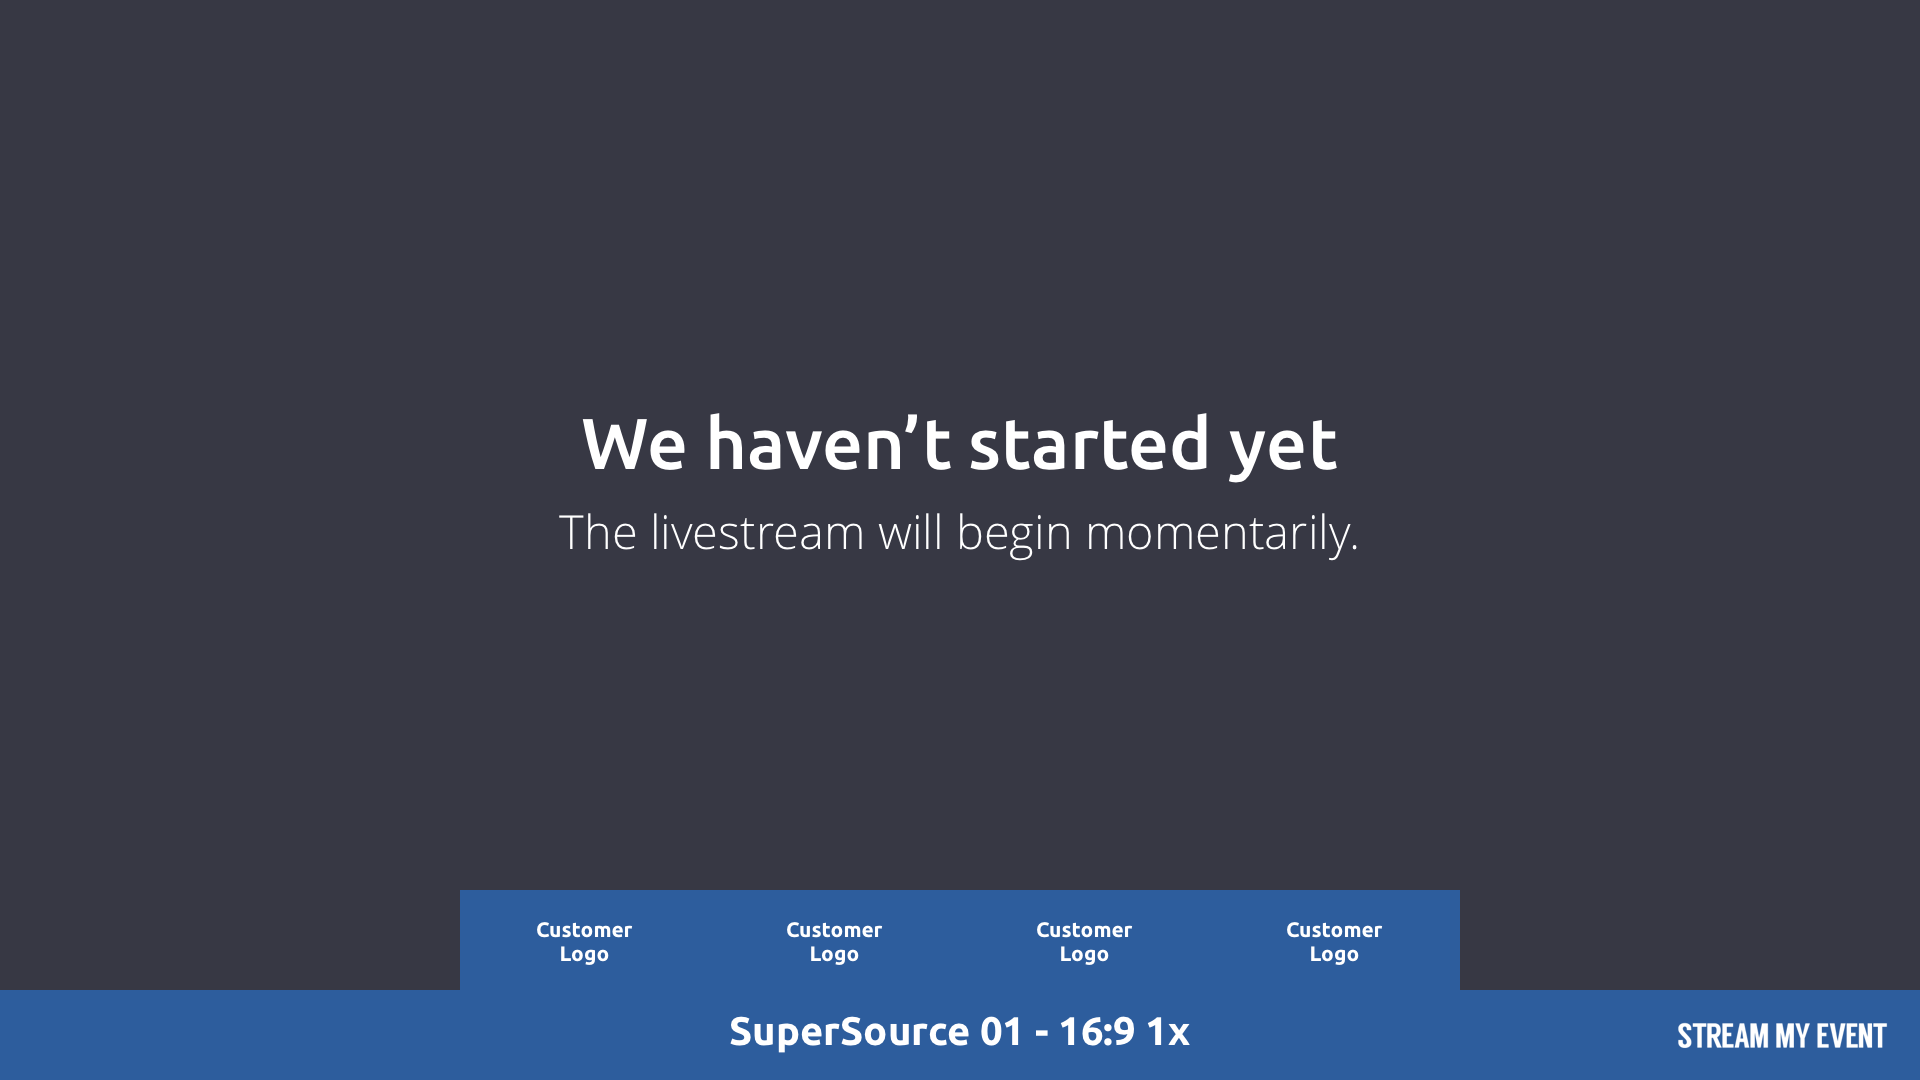 We haven’t started yet
The livestream will begin momentarily.
Customer Logo
Customer Logo
Customer Logo
Customer Logo
SuperSource 01 - 16:9 1x
STREAM MY EVENT